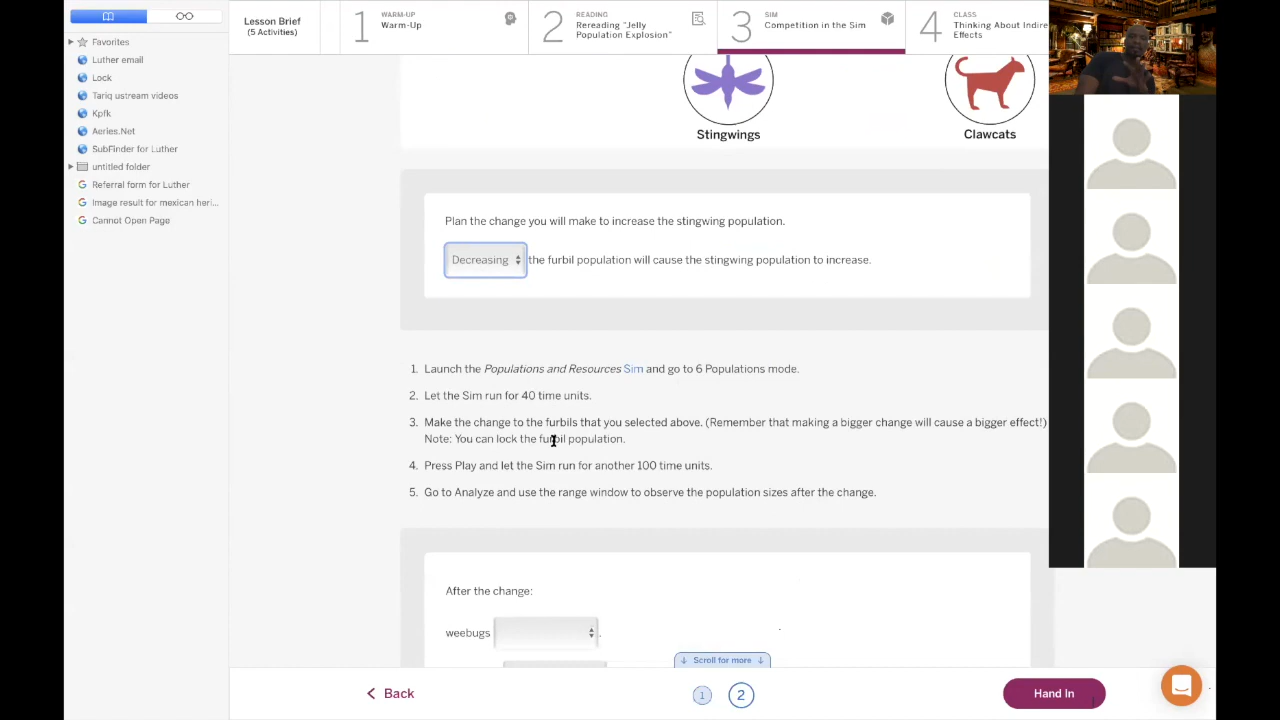 Lesson Brief
(5 Activities)
1
WARM-UP
Warm-Up
2
READING
Rereading "Jelly
Population Explosion"
3
SIM
Competition in the Sim
4
CLASS
Thinking About Indire
Effects
Favorites
Luther email
Lock
Tariq ustream videos
Kpfk
Aeries.Net
SubFinder for Luther
untitled folder
Referral form for Luther
Image result for mexican heri...
Cannot Open Page
Stingwings
Clawcats
Plan the change you will make to increase the stingwing population.
Decreasing the furbil population will cause the stingwing population to increase.
1. Launch the Populations and Resources Sim and go to 6 Populations mode.
2. Let the Sim run for 40 time units.
3. Make the change to the furbils that you selected above. (Remember that making a bigger change will cause a bigger effect!)
Note: You can lock the furbil population.
4. Press Play and let the Sim run for another 100 time units.
5. Go to Analyze and use the range window to observe the population sizes after the change.
After the change:
weebugs .
Scroll for more
Back
1
2
Hand In